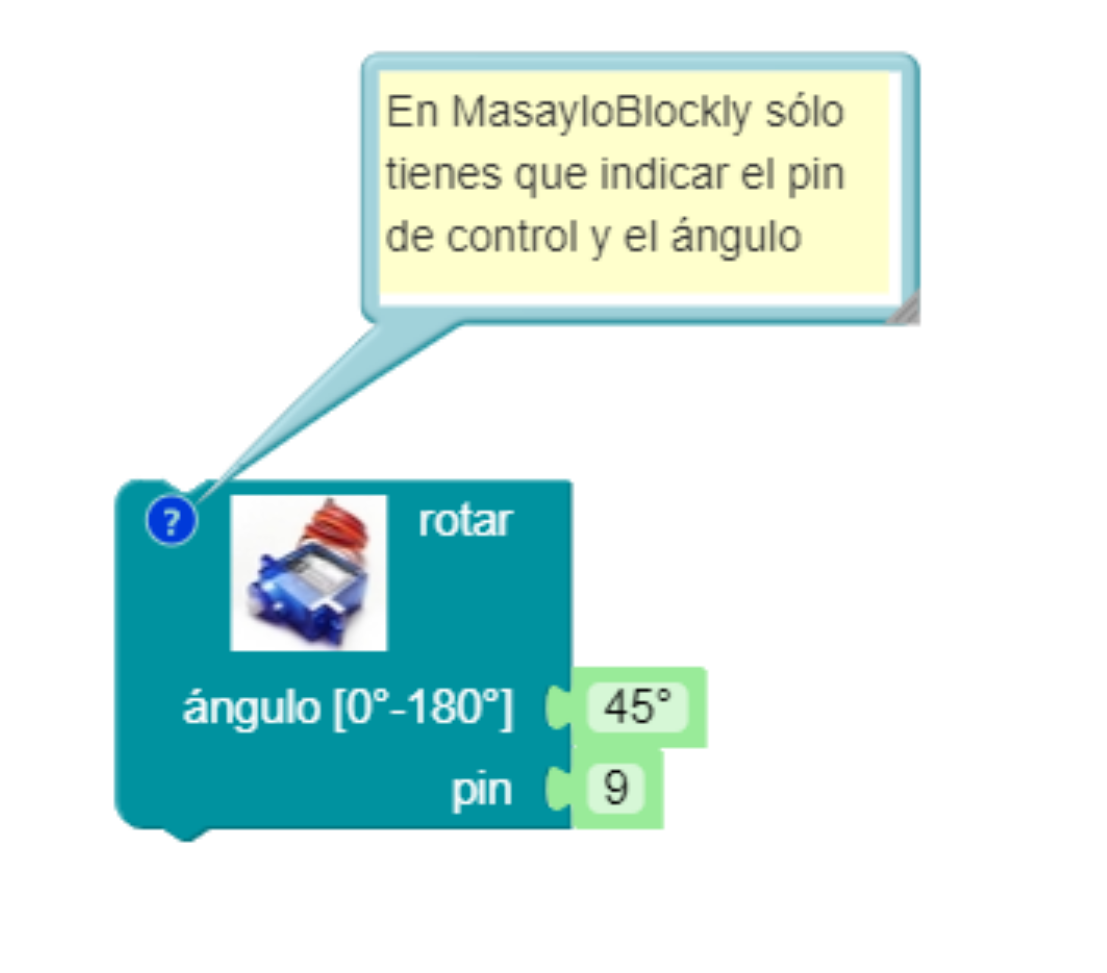 En MasayloBlockly sólo
tienes que indicar el pin
de control y el ángulo
?
rotar
ángulo [0°-180°] 45°
pin 9